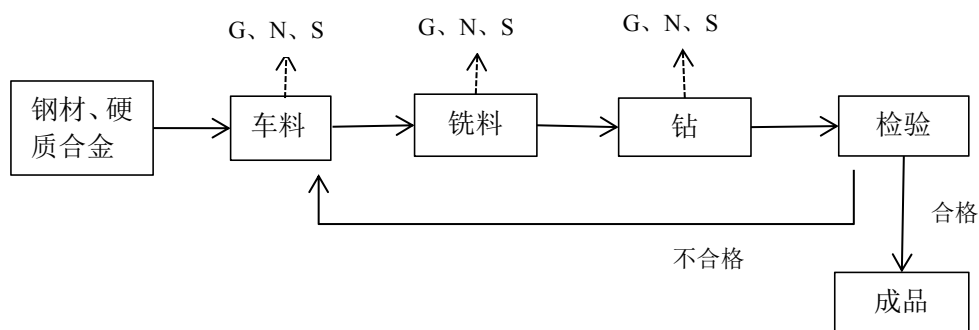 G、N、S
G、N、S
G、N、S
钢材、硬
质合金
车料
铣料
钻
检验
合格
不合格
成品